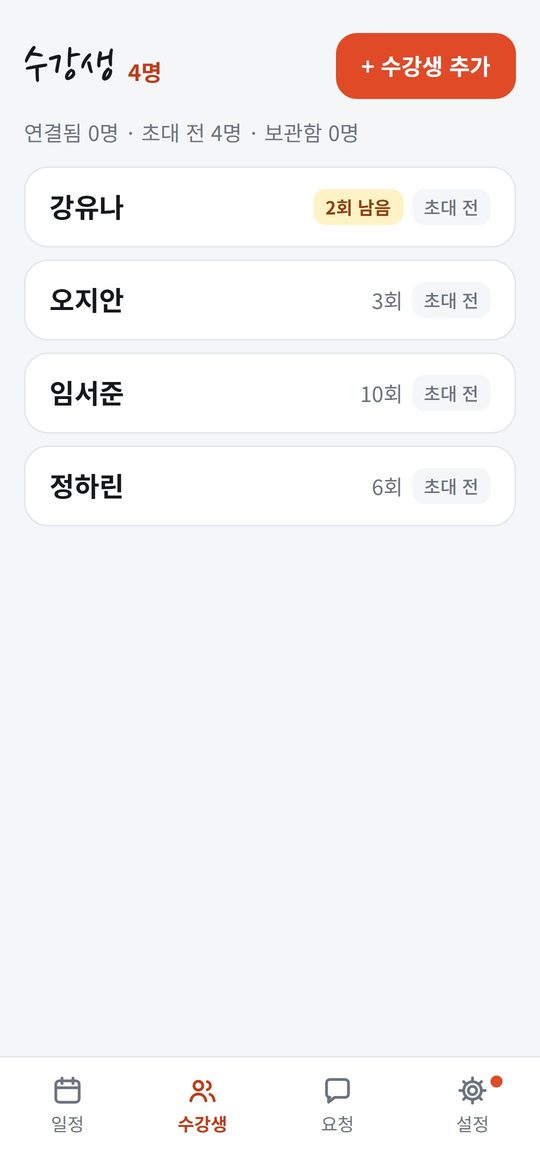 수강생 4명
+ 수강생 추가
연결됨 0명 · 초대 전 4명 · 보관함 0명
강유나 2회 남음 초대 전
오지안 3회 초대 전
임서준 10회 초대 전
정하린 6회 초대 전
일정 수강생 요청 설정